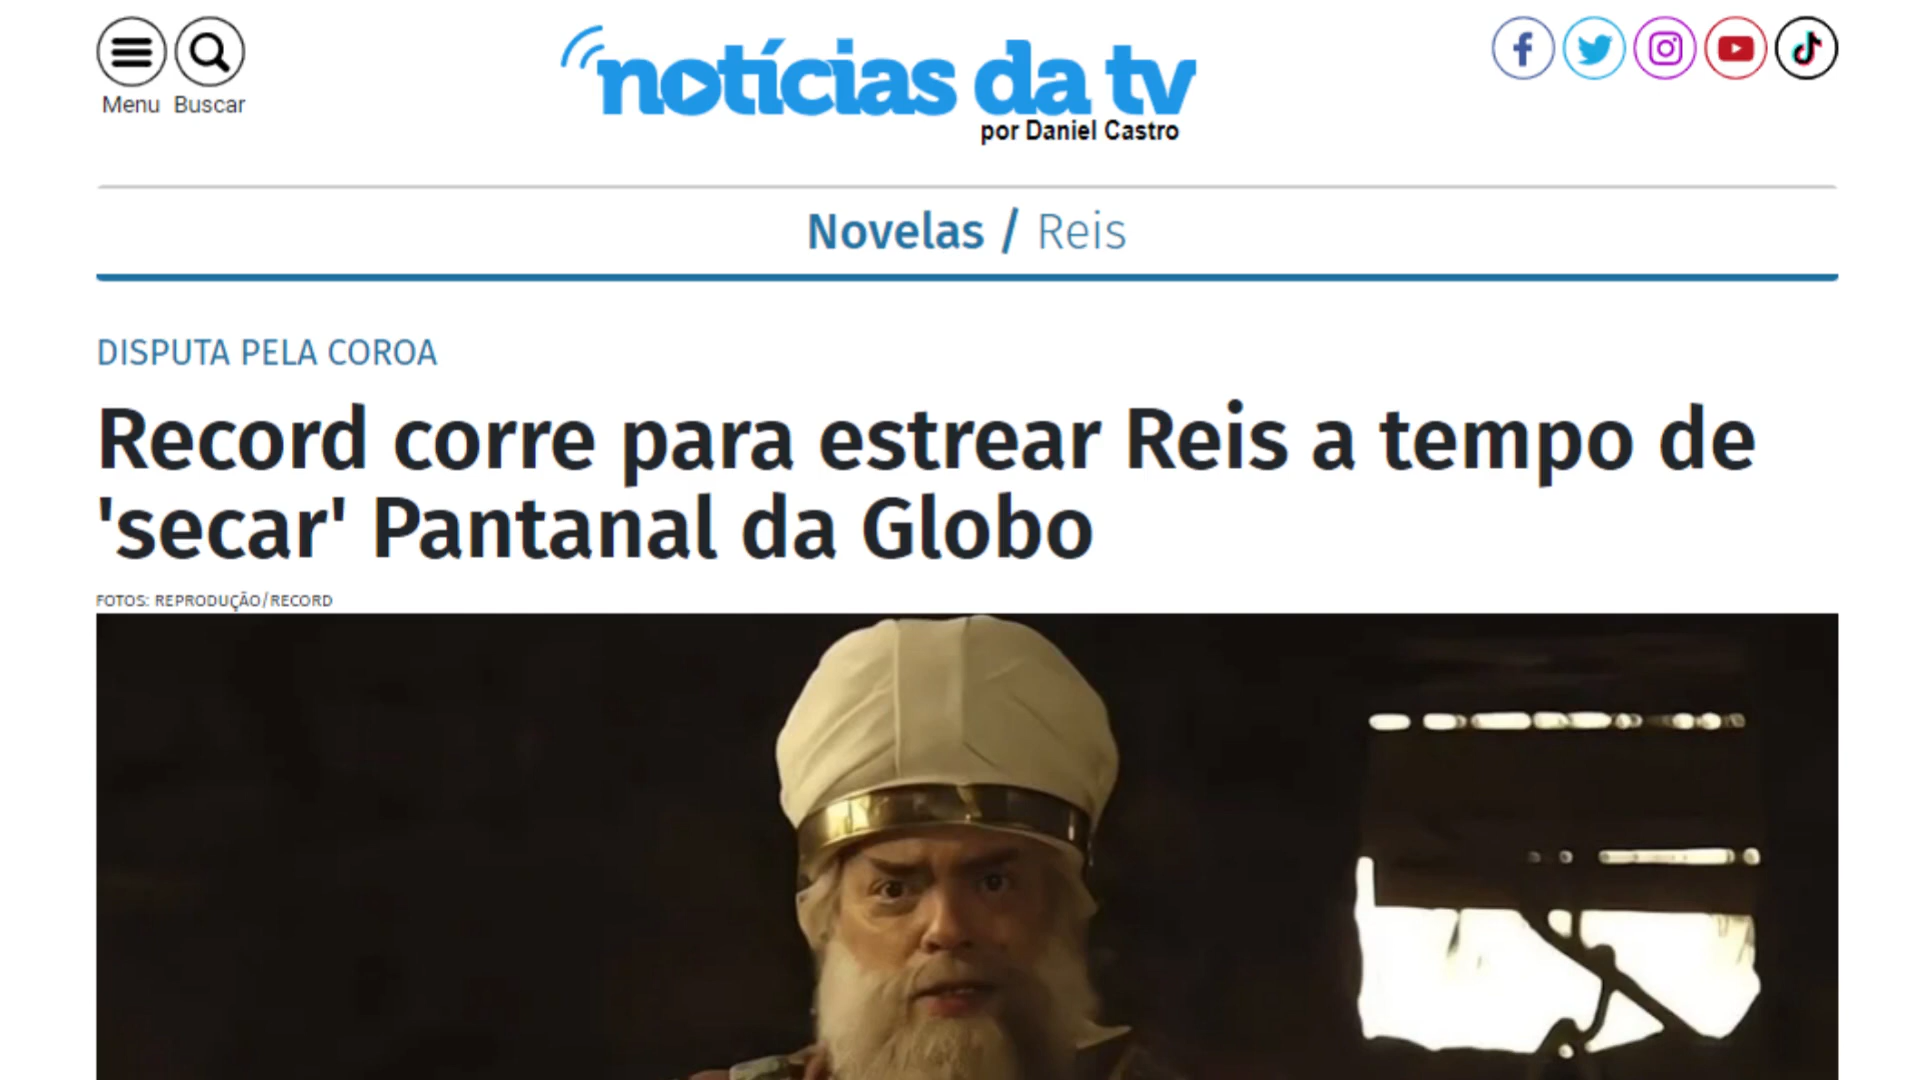 Menu Buscar
notícias da tv
por Daniel Castro
Novelas / Reis
DISPUTA PELA COROA
Record corre para estrear Reis a tempo de
'secar' Pantanal da Globo
FOTOS: REPRODUÇÃO/RECORD